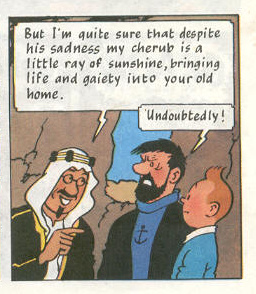 But I'm quite sure that despite
his sadness my cherub is a
little ray of sunshine, bringing
life and gaiety into your old
home.
Undoubtedly!